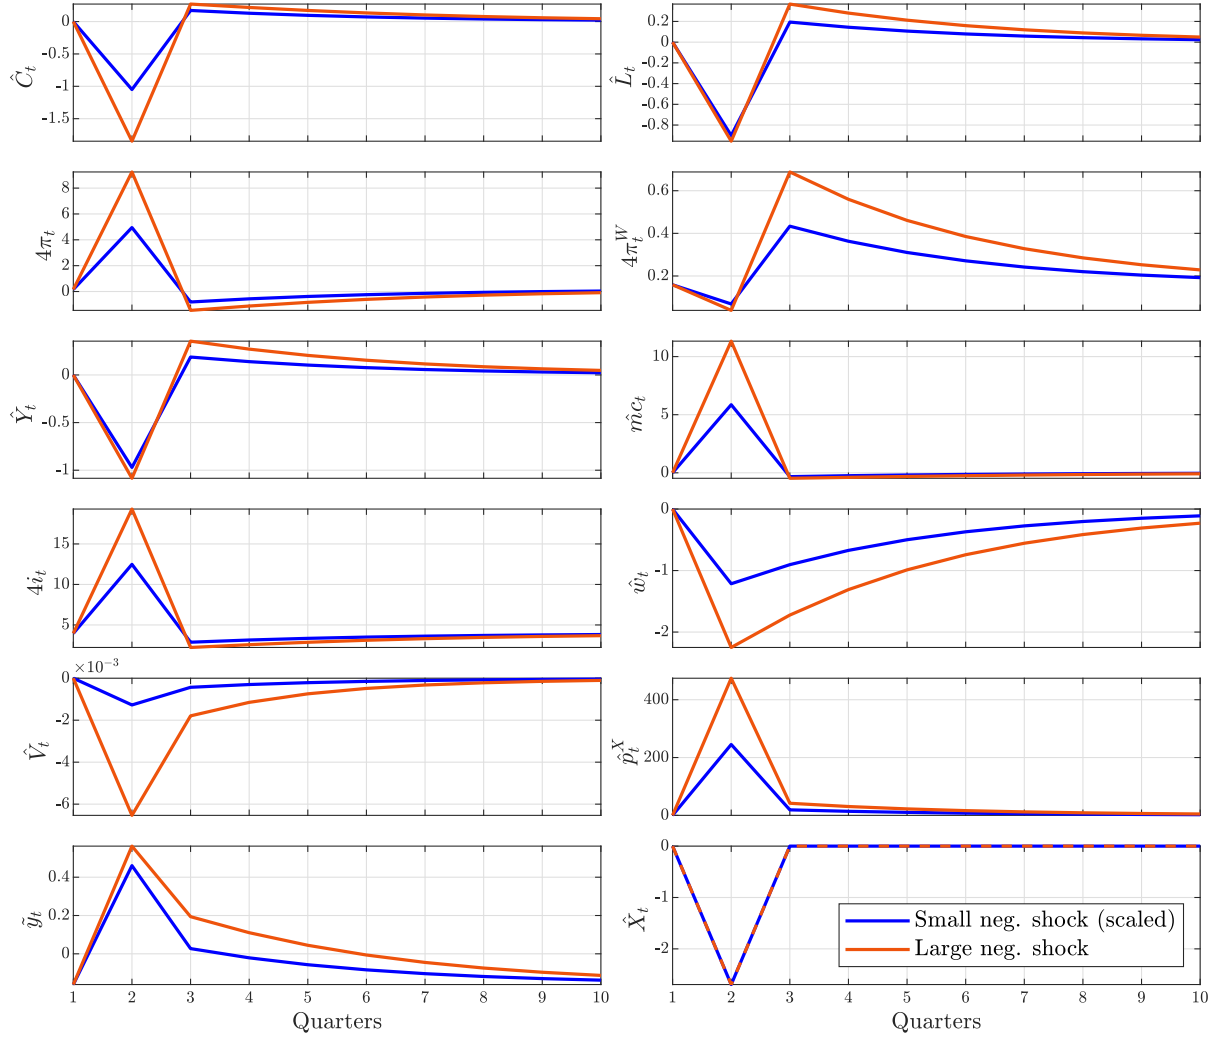 0
-0.5
-1
-1.5
Ĉ_t
0.2
0
-0.2
-0.4
-0.6
-0.8
L̂_t
8
6
4
2
0
4π_t
0.6
0.4
0.2
4π_t^W
0
-0.5
-1
Ŷ_t
10
5
0
m̂c_t
15
10
5
4i_t
0
-1
-2
ŵ_t
×10⁻³
0
-2
-4
-6
V̂_t
400
200
0
p̂_t^X
0.4
0.2
0
ỹ_t
1 2 3 4 5 6 7 8 9 10
Quarters
0
-1
-2
X̂_t
Small neg. shock (scaled)
Large neg. shock
1 2 3 4 5 6 7 8 9 10
Quarters